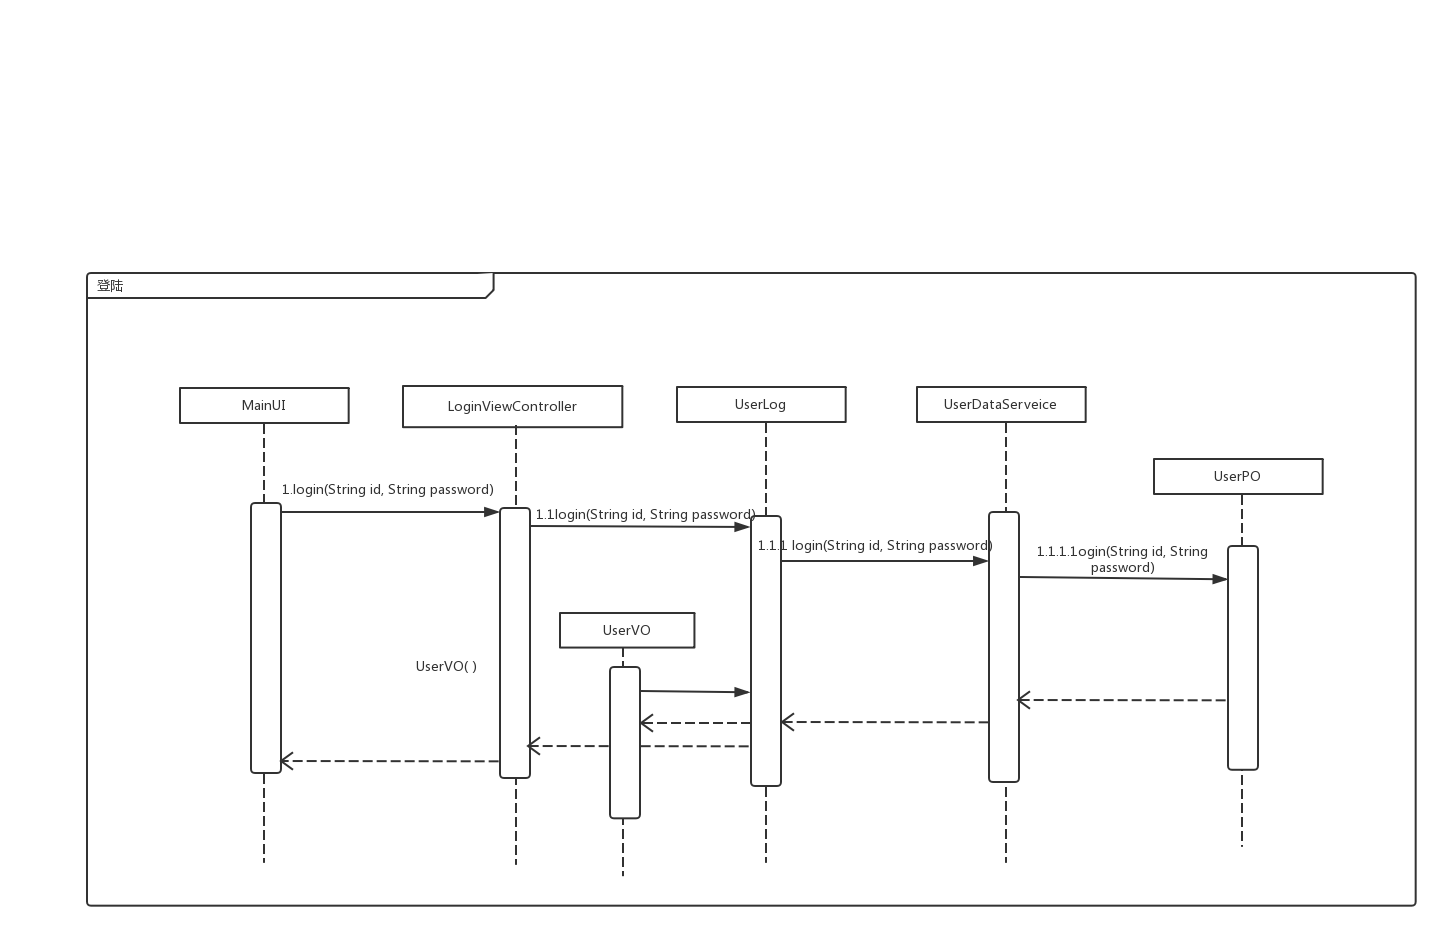 登陆
MainUI
LoginViewController
UserLog
UserDataServeice
UserPO
1.login(String id, String password)
1.1login(String id, String password)
1.1.1 login(String id, String password)
1.1.1.1ogin(String id, String
password)
UserVO
UserVO( )